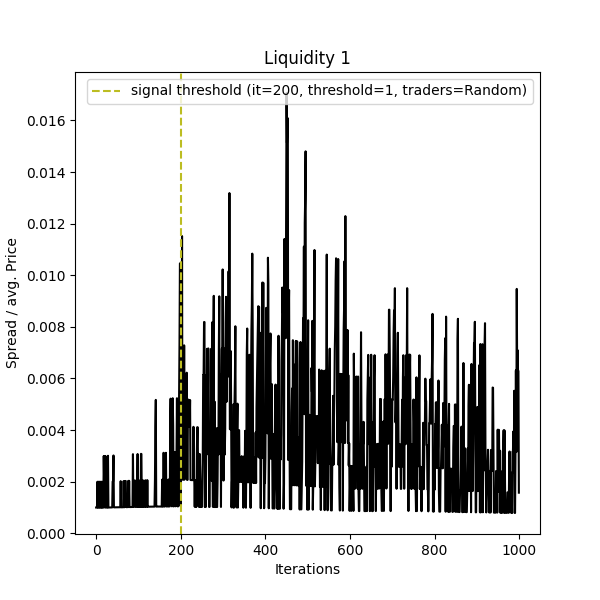 Liquidity 1
signal threshold (it=200, threshold=1, traders=Random)
Spread / avg. Price
0.016
0.014
0.012
0.010
0.008
0.006
0.004
0.002
0.000
0 200 400 600 800 1000
Iterations